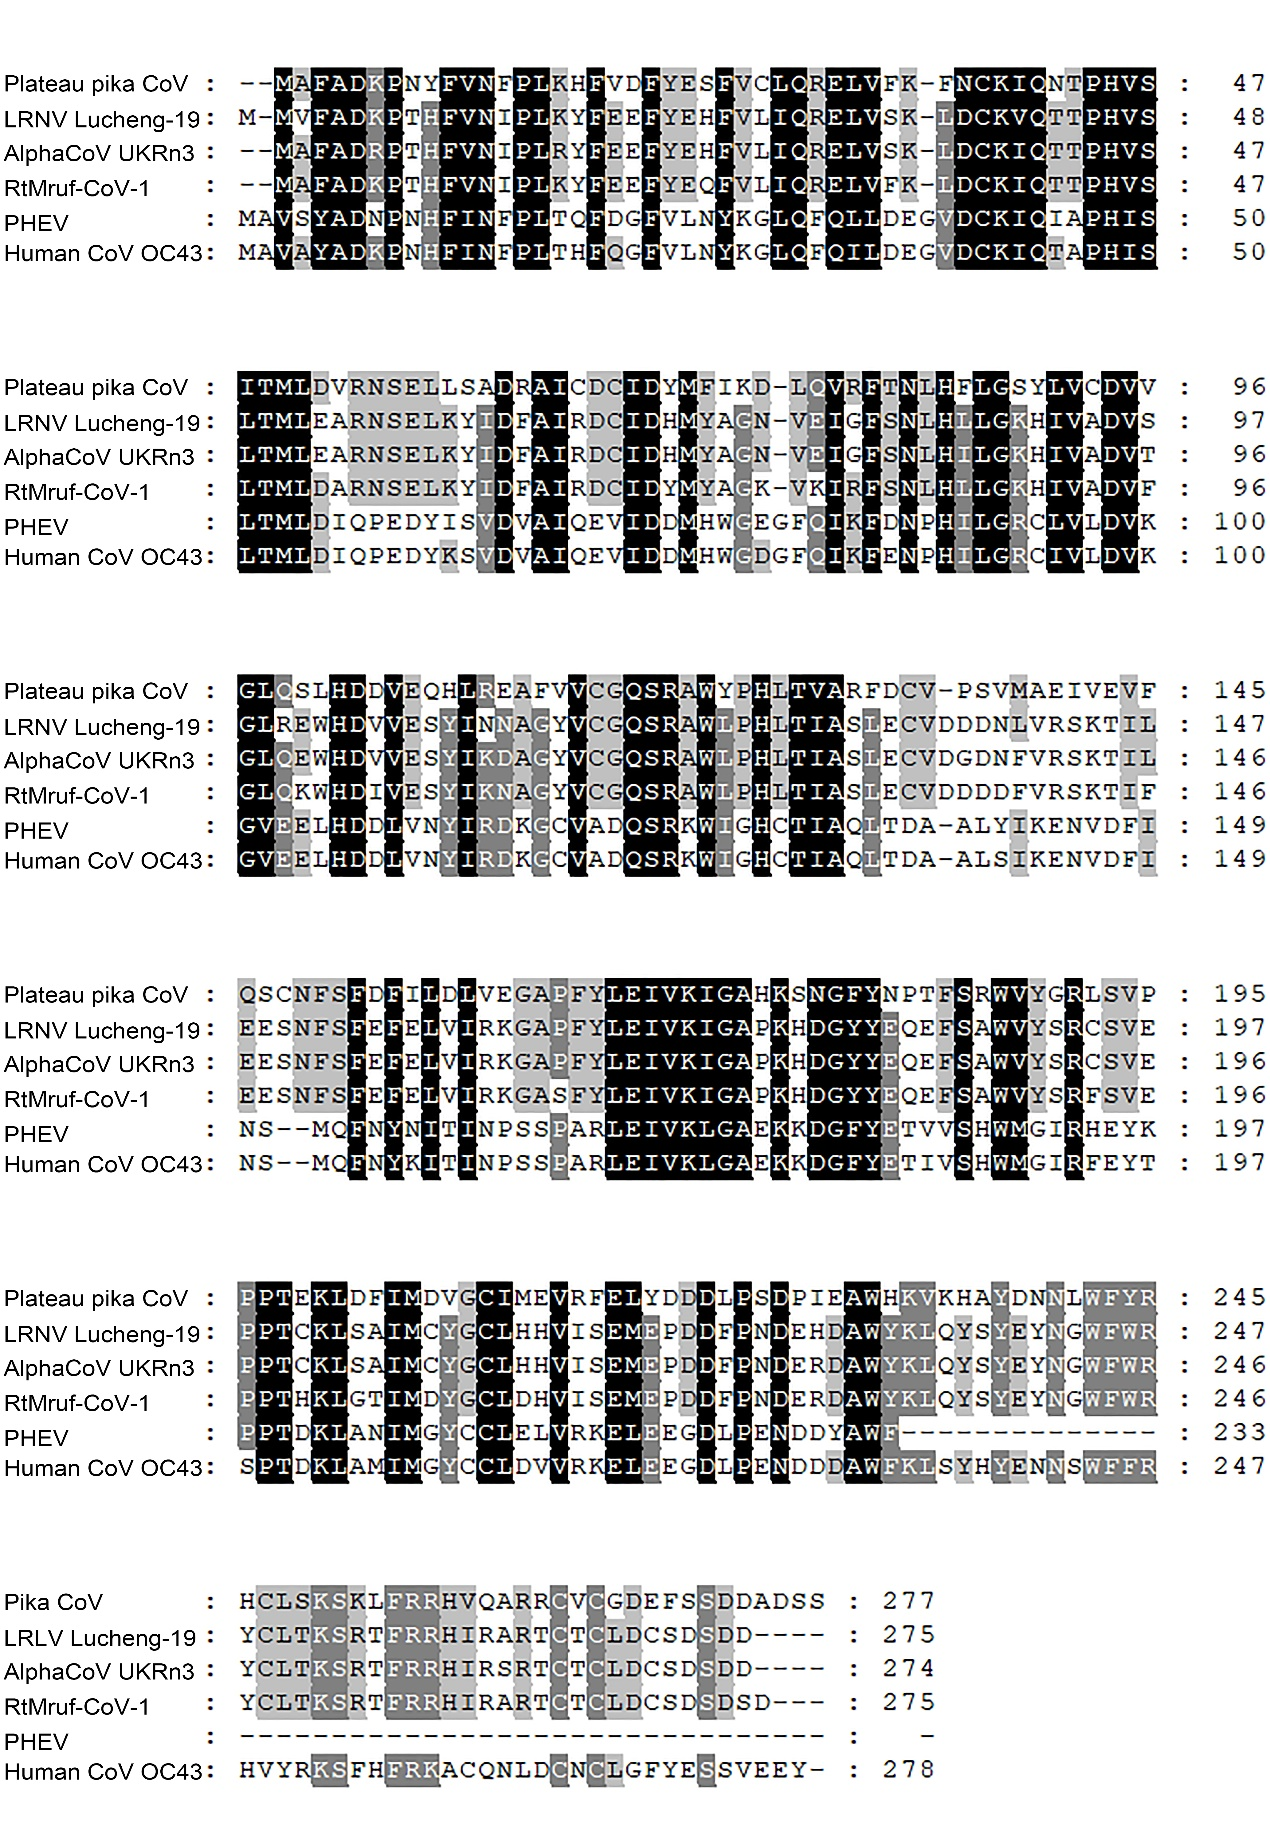 Plateau pika CoV : --MAFADKPNYFVNFPLKHFVDFYESFVCLQRELVFK-FNCKIQNTPHVS : 47
LRNV Lucheng-19 : M-MVFADKPTHFVNIPLKYFEEFYEHFVLIQRELVSK-LDCKVQTTPHVS : 48
AlphaCoV UKRn3 : --MAFADRPTHFVNIPLRYFEEFYEHFVLIQRELVSK-LDCKIQTTPHVS : 47
RtMruf-CoV-1 : --MAFADKPTHFVNIPLKYFEEFYEQFVLIQRELVFK-LDCKIQTTPHVS : 47
PHEV : MAVSYADNPNHFINFPLTQFDGFVLNYKGLQFQLLDEGVDCKIQIAPHIS : 50
Human CoV OC43 : MAVAYADKPNHFINFPLTHFQGFVLNYKGLQFQILDEGVDCKIQTAPHIS : 50
Plateau pika CoV : ITMLDVRNSELLSADRAICDCIDYMFIKD-LQVRFTNLHFLGSYLVCDVV : 96
LRNV Lucheng-19 : LTMLEARNSELKYIDFAIRDCIDHMYAGN-VEIGFSNLHLLGKHIVADVS : 97
AlphaCoV UKRn3 : LTMLEARNSELKYIDFAIRDCIDHMYAGN-VEIGFSNLHILGKHIVADVT : 96
RtMruf-CoV-1 : LTMLDARNSELKYIDFAIRDCIDYMYAGK-VKIRFSNLHLLGKHIVADVF : 96
PHEV : LTMLDIQPEDYISVDVAIQEVIDDMHWGEGFQIKFDNPHILGRCLVLDVK : 100
Human CoV OC43 : LTMLDIQPEDYKSVDVAIQEVIDDMHWGDGFQIKFENPHILGRCIVLDVK : 100
Plateau pika CoV : GLQSLHDDVEQHLREAFVVCGQSRAWYPHLTVARFDCV-PSVMAEIVEVF : 145
LRNV Lucheng-19 : GLREWHDVVESYINNAGYVCGQSRAWLPHLTIASLECVDDDNLVRSKTIL : 147
AlphaCoV UKRn3 : GLQEWHDVVESYIKDAGYVCGQSRAWLPHLTIASLECVDGDNFVRSKTIL : 146
RtMruf-CoV-1 : GLQKWHDIVESYIKNAGYVCGQSRAWLPHLTIASLECVDDDDFVRSKTIF : 146
PHEV : GVEELHDDLVNYIRDKGCVADQSRKWIGHCTIAQLTDA-ALYIKENVDFI : 149
Human CoV OC43 : GVEELHDDLVNYIRDKGCVADQSRKWIGHCTIAQLTDA-ALSIKENVDFI : 149
Plateau pika CoV : QSCNFSFDFILDLVEGAPFYLEIVKIGAHKSNGFYNPTFSRWVYGRLSVP : 195
LRNV Lucheng-19 : EESNFSFEFELVIRKGAPFYLEIVKIGAPKHDGYYEQEFSAWVYSRCSVE : 197
AlphaCoV UKRn3 : EESNFSFEFELVIRKGAPFYLEIVKIGAPKHDGYYEQEFSAWVYSRCSVE : 196
RtMruf-CoV-1 : EESNFSFEFELVIRKGASFYLEIVKIGAPKHDGYYEQEFSAWVYSRFSVE : 196
PHEV : NS--MQFNYNITINPSSPARLEIVKLGAEKKDGFYETVVSHWMGIRHEYK : 197
Human CoV OC43 : NS--MQFNYKITINPSSPARLEIVKLGAEKKDGFYETIVSHWMGIRFEYT : 197
Plateau pika CoV : PPTEKLDFIMDVGCIMEVRFELYDDDLPSDPIEAWHKVKHAYDNNLWFYR : 245
LRNV Lucheng-19 : PPTCKLSAIMCYGCLHHVISEMEPDDFPNDEHDAWYKLQYSYEYNGWFWR : 247
AlphaCoV UKRn3 : PPTCKLSAIMCYGCLHHVISEMEPDDFPNDERDAWYKLQYSYEYNGWFWR : 246
RtMruf-CoV-1 : PPTHKLGTIMDYGCLDHVISEMEPDDFPNDERDAWYKLQYSYEYNGWFWR : 246
PHEV : PPTDKLANIMGYCCLELVRKELEEGDLPENDDYAWF-------------- : 233
Human CoV OC43 : SPTDKLAMIMGYCCLDVVRKELEEGDLPENDDDAWFKLSYHYENNSWFFR : 247
Pika CoV : HCLSKSKLFRRHVQARRCVCGDEFSSDDADSS : 277
LRLV Lucheng-19 : YCLTKSRTFRRHIRARTCTCLDCSDSDD---- : 275
AlphaCoV UKRn3 : YCLTKSRTFRRHIRSRTCTCLDCSDSDD---- : 274
RtMruf-CoV-1 : YCLTKSRTFRRHIRARTCTCLDCSDSDSD--- : 275
PHEV : -------------------------------- : -
Human CoV OC43 : HVYRKSFHFRKACQNLDCNCLGFYESSVEEY- : 278